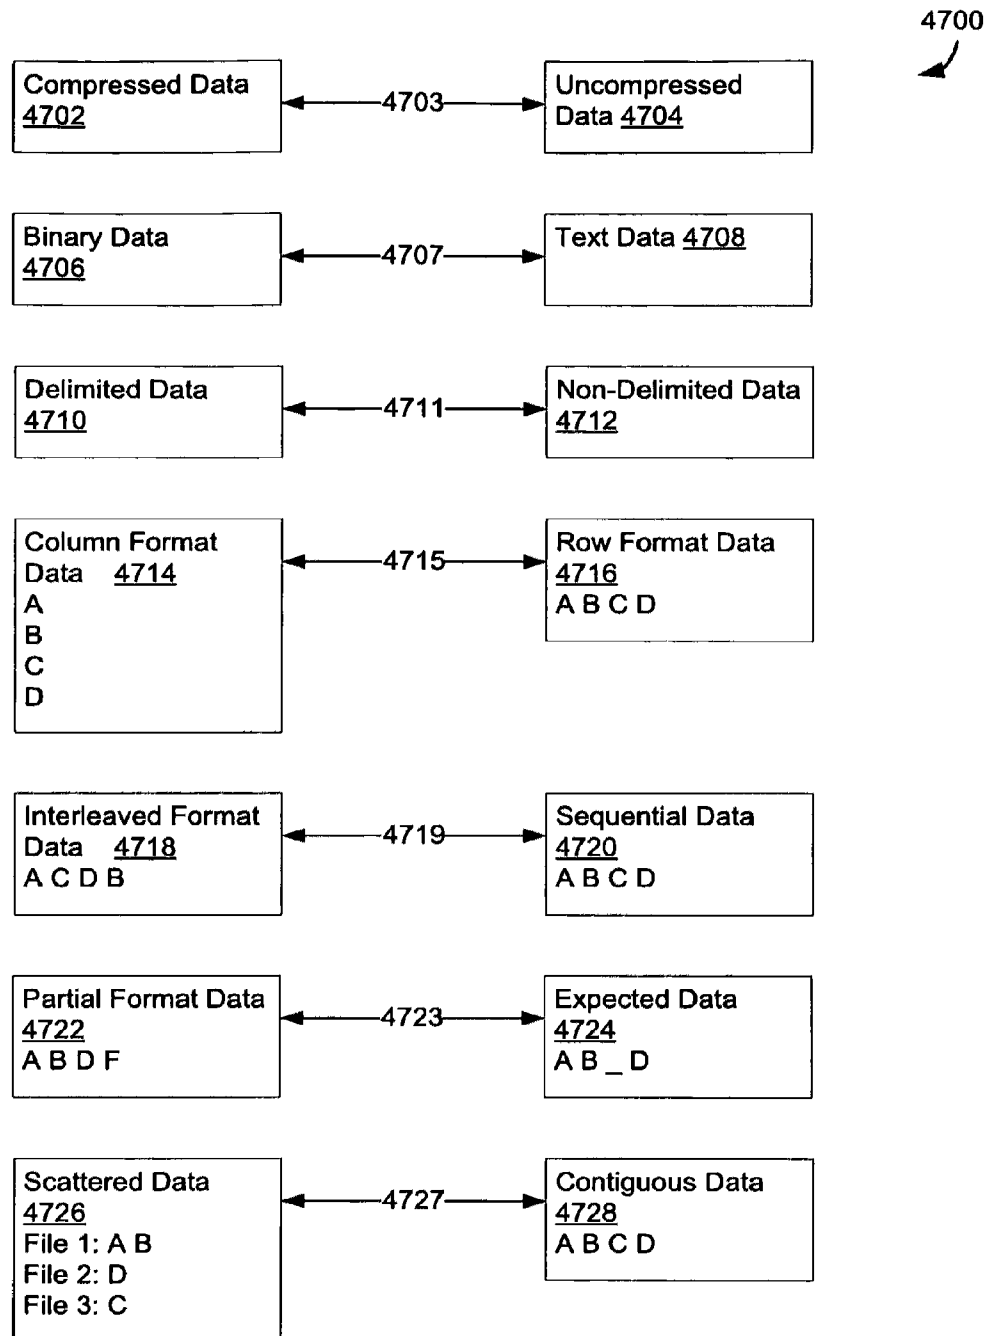 4700
Compressed Data
4702
4703
Uncompressed
Data 4704
Binary Data
4706
4707
Text Data 4708
Delimited Data
4710
4711
Non-Delimited Data
4712
Column Format
Data 4714
A
B
C
D
4715
Row Format Data
4716
A B C D
Interleaved Format
Data 4718
A C D B
4719
Sequential Data
4720
A B C D
Partial Format Data
4722
A B D F
4723
Expected Data
4724
A B _ D
Scattered Data
4726
File 1: A B
File 2: D
File 3: C
4727
Contiguous Data
4728
A B C D